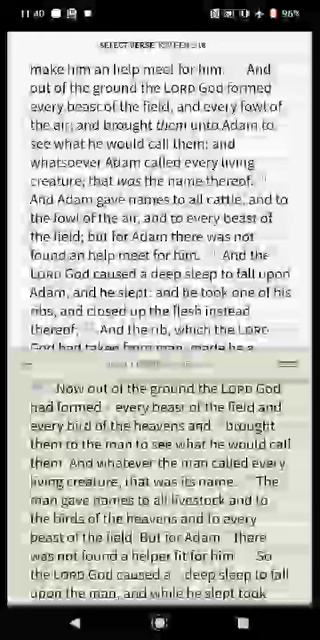 11:40 96%
SELECT VERSE
make him an help meet for him. And
out of the ground the LORD God formed
every beast of the field, and every fowl of
the air; and brought them unto Adam to
see what he would call them: and
whatsoever Adam called every living
creature, that was the name thereof.
And Adam gave names to all cattle, and to
the fowl of the air, and to every beast of
the field; but for Adam there was not
found an help meet for him. And the
LORD God caused a deep sleep to fall upon
Adam, and he slept: and he took one of his
ribs, and closed up the flesh instead
thereof; And the rib, which the LORD
God had taken from man, made he a
Now out of the ground the LORD God
had formed every beast of the field and
every bird of the heavens and brought
them to the man to see what he would call
them. And whatever the man called every
living creature, that was its name. The
man gave names to all livestock and to
the birds of the heavens and to every
beast of the field. But for Adam there
was not found a helper fit for him. So
the LORD God caused a deep sleep to fall
upon the man, and while he slept took